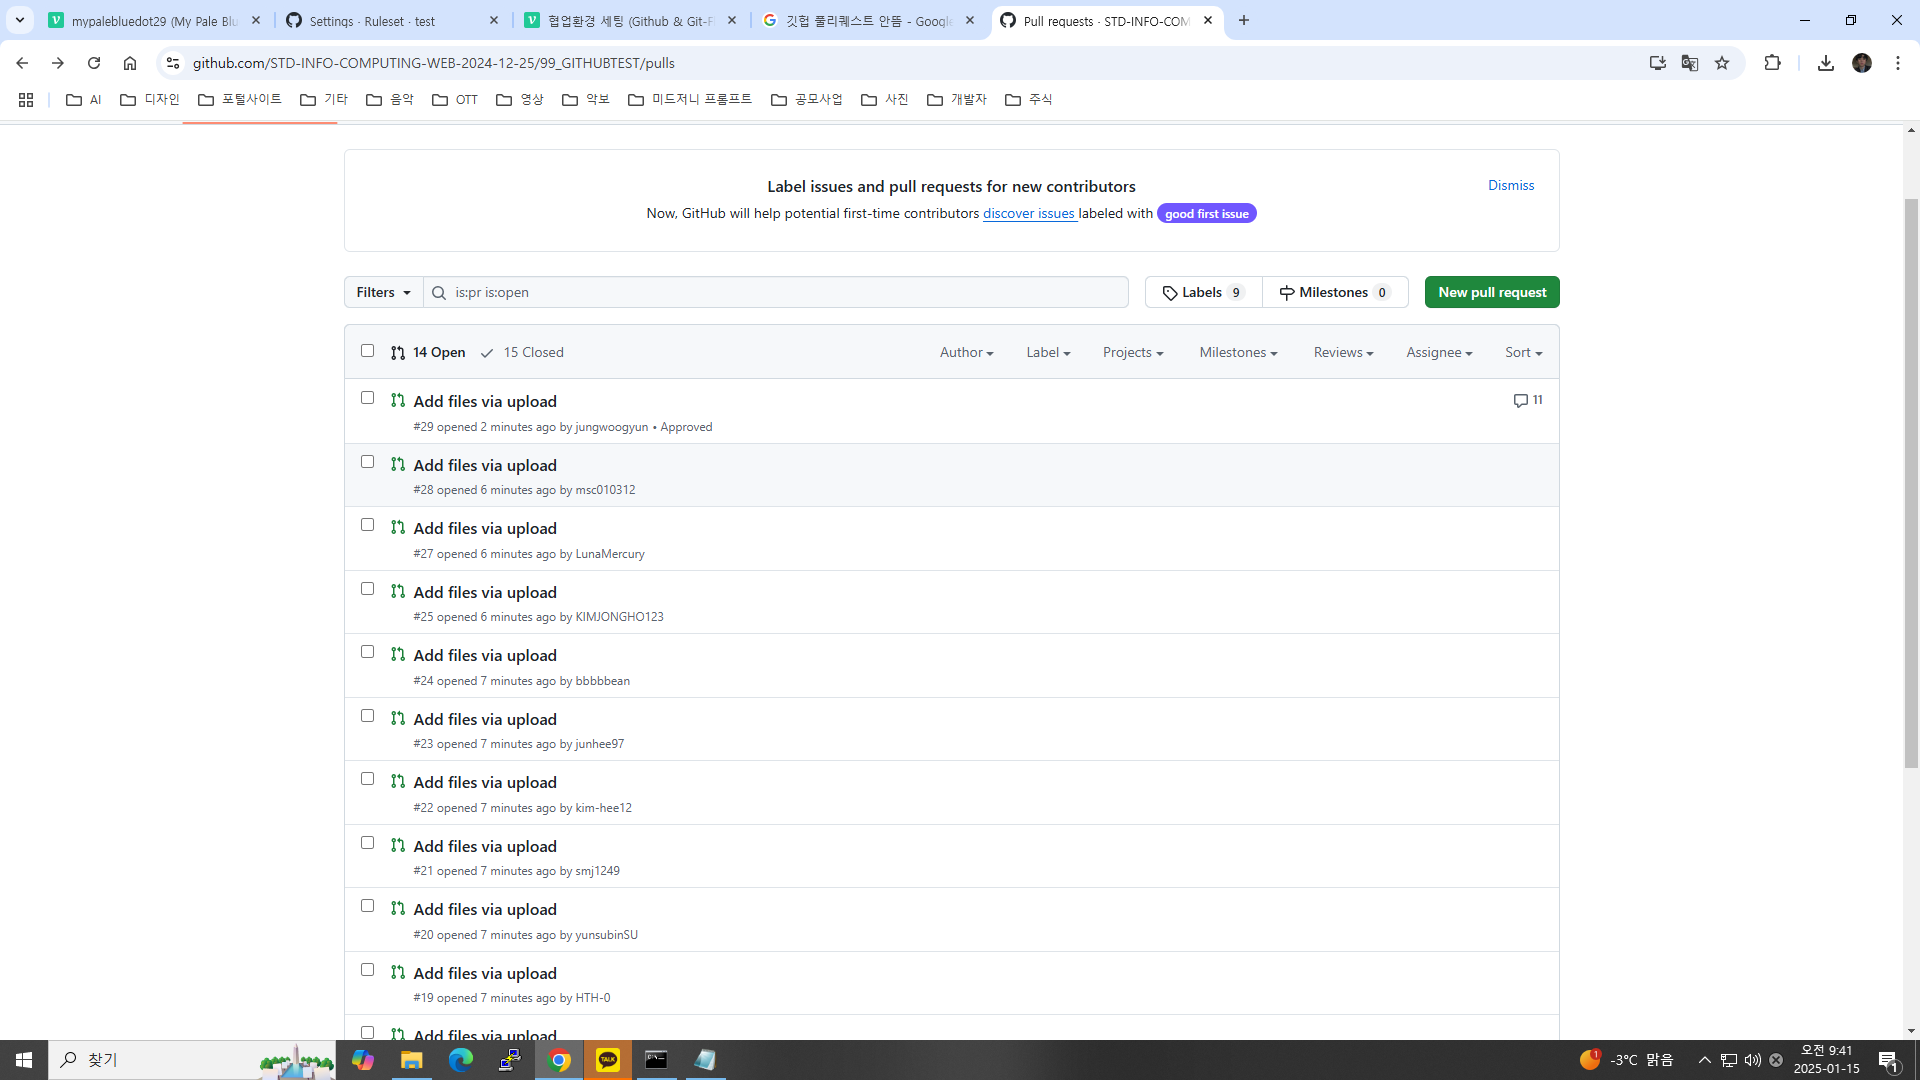 mypalebluedot29 (My Pale Blu
Settings · Ruleset · test
협업환경 세팅 (Github & Git-Fl
깃헙 풀리퀘스트 안뜸 - Google
Pull requests · STD-INFO-COM
github.com/STD-INFO-COMPUTING-WEB-2024-12-25/99_GITHUBTEST/pulls
AI
디자인
포털사이트
기타
음악
OTT
영상
악보
미드저니 프롬프트
공모사업
사진
개발자
주식
Label issues and pull requests for new contributors
Dismiss
Now, GitHub will help potential first-time contributors discover issues labeled with good first issue
Filters
is:pr is:open
Labels 9
Milestones 0
New pull request
14 Open
15 Closed
Author
Label
Projects
Milestones
Reviews
Assignee
Sort
Add files via upload
11
#29 opened 2 minutes ago by jungwoogyun • Approved
Add files via upload
#28 opened 6 minutes ago by msc010312
Add files via upload
#27 opened 6 minutes ago by LunaMercury
Add files via upload
#25 opened 6 minutes ago by KIMJONGHO123
Add files via upload
#24 opened 7 minutes ago by bbbbbean
Add files via upload
#23 opened 7 minutes ago by junhee97
Add files via upload
#22 opened 7 minutes ago by kim-hee12
Add files via upload
#21 opened 7 minutes ago by smj1249
Add files via upload
#20 opened 7 minutes ago by yunsubinSU
Add files via upload
#19 opened 7 minutes ago by HTH-0
Add files via upload
찾기
TALK
1
-3°C 맑음
오전 9:41
2025-01-15
1